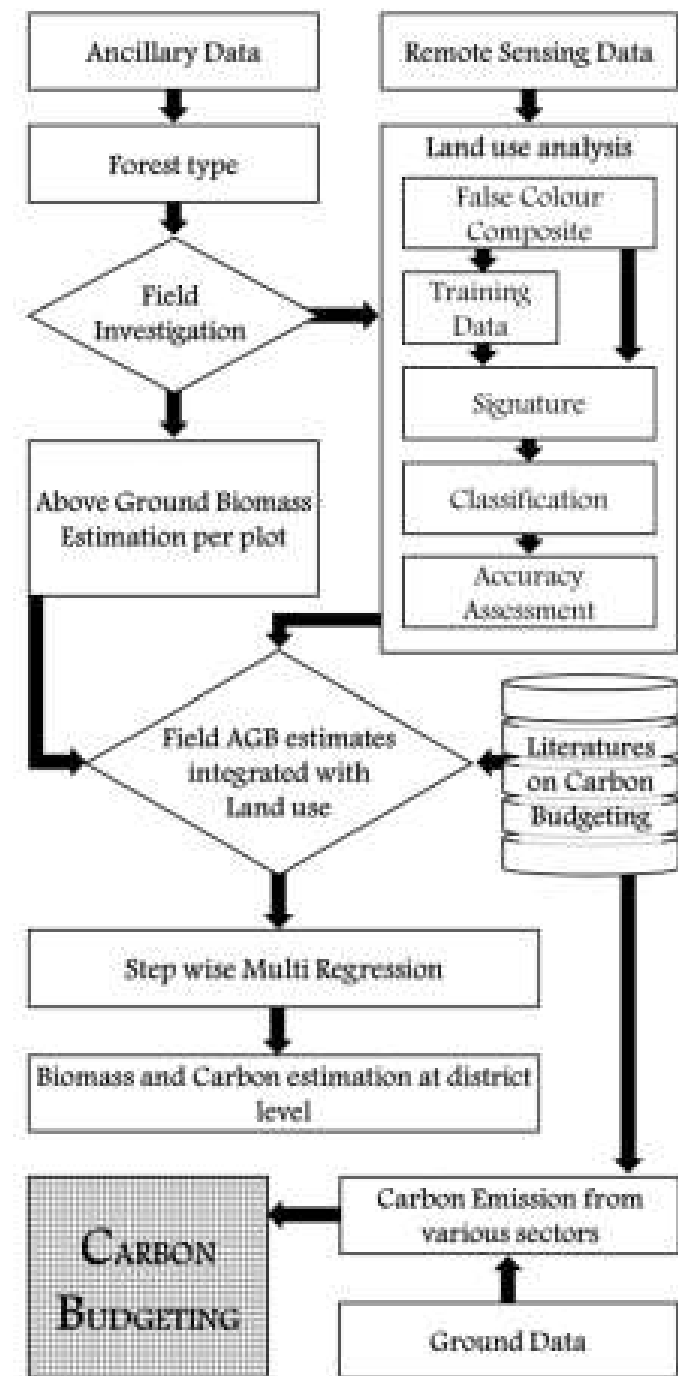 Ancillary Data
Remote Sensing Data
Forest type
Land use analysis
False Colour
Composite
Field
Investigation
Training
Data
Signature
Above Ground Biomass
Estimation per plot
Classification
Accuracy
Assessment
Field AGB estimates
integrated with
Land use
Literatures
on Carbon
Budgeting
Step wise Multi Regression
Biomass and Carbon estimation at district
level
CARBON
BUDGETING
Carbon Emission from
various sectors
Ground Data